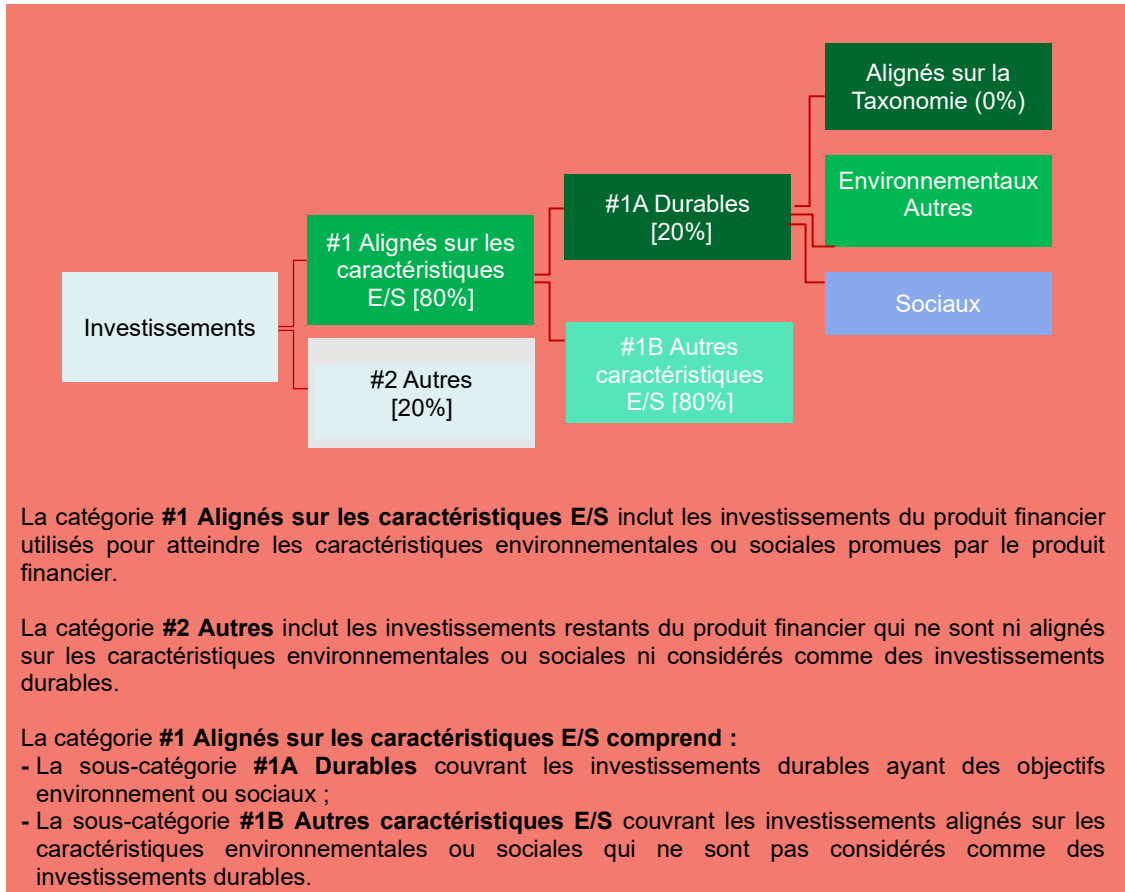 Alignés sur la
Taxonomie (0%)
Environnementaux
Autres
#1A Durables
[20%]
#1 Alignés sur les
caractéristiques
E/S [80%]
Sociaux
Investissements
#1B Autres
caractéristiques
E/S [80%]
#2 Autres
[20%]
La catégorie #1 Alignés sur les caractéristiques E/S inclut les investissements du produit financier
utilisés pour atteindre les caractéristiques environnementales ou sociales promues par le produit
financier.
La catégorie #2 Autres inclut les investissements restants du produit financier qui ne sont ni alignés
sur les caractéristiques environnementales ou sociales ni considérés comme des investissements
durables.
La catégorie #1 Alignés sur les caractéristiques E/S comprend :
- La sous-catégorie #1A Durables couvrant les investissements durables ayant des objectifs
environnement ou sociaux ;
- La sous-catégorie #1B Autres caractéristiques E/S couvrant les investissements alignés sur les
caractéristiques environnementales ou sociales qui ne sont pas considérés comme des
investissements durables.